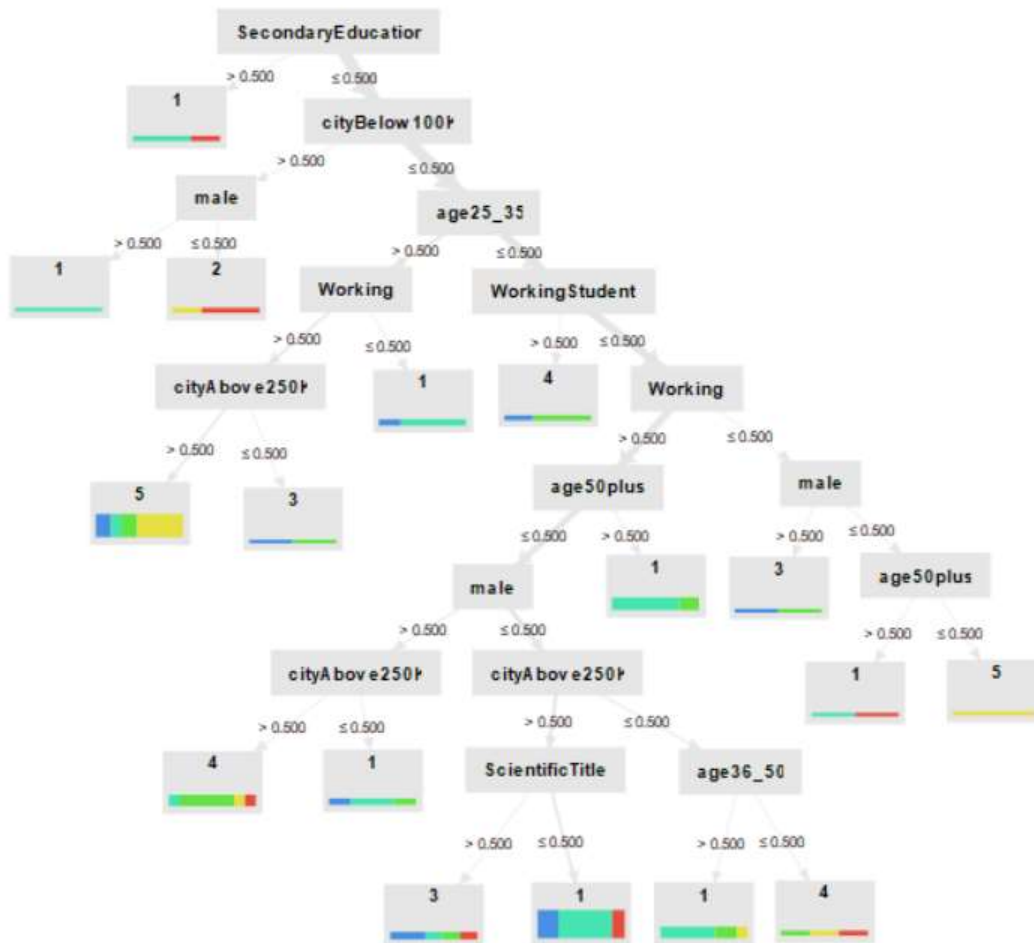 SecondaryEducation
> 0.500 ≤ 0.500
1
cityBelow100K
> 0.500 ≤ 0.500
male
age25_35
> 0.500 ≤ 0.500
> 0.500 ≤ 0.500
1
2
Working
WorkingStudent
> 0.500 ≤ 0.500
> 0.500 ≤ 0.500
cityAbove250K
1
4
Working
> 0.500 ≤ 0.500
> 0.500 ≤ 0.500
5
3
age50plus
male
≤ 0.500 > 0.500
> 0.500 ≤ 0.500
male
1
3
age50plus
> 0.500 ≤ 0.500
> 0.500 ≤ 0.500
cityAbove250K
cityAbove250K
1
5
> 0.500 ≤ 0.500
> 0.500 ≤ 0.500
4
1
ScientificTitle
age36_50
> 0.500 ≤ 0.500
> 0.500 ≤ 0.500
3
1
1
4